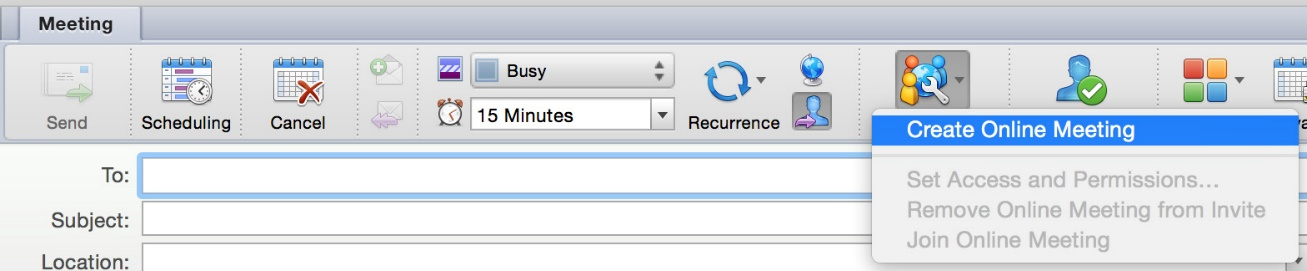 Meeting
Busy
15 Minutes
Send
Scheduling
Cancel
Recurrence
Create Online Meeting
To:
Set Access and Permissions...
Subject:
Remove Online Meeting from Invite
Join Online Meeting
Location: